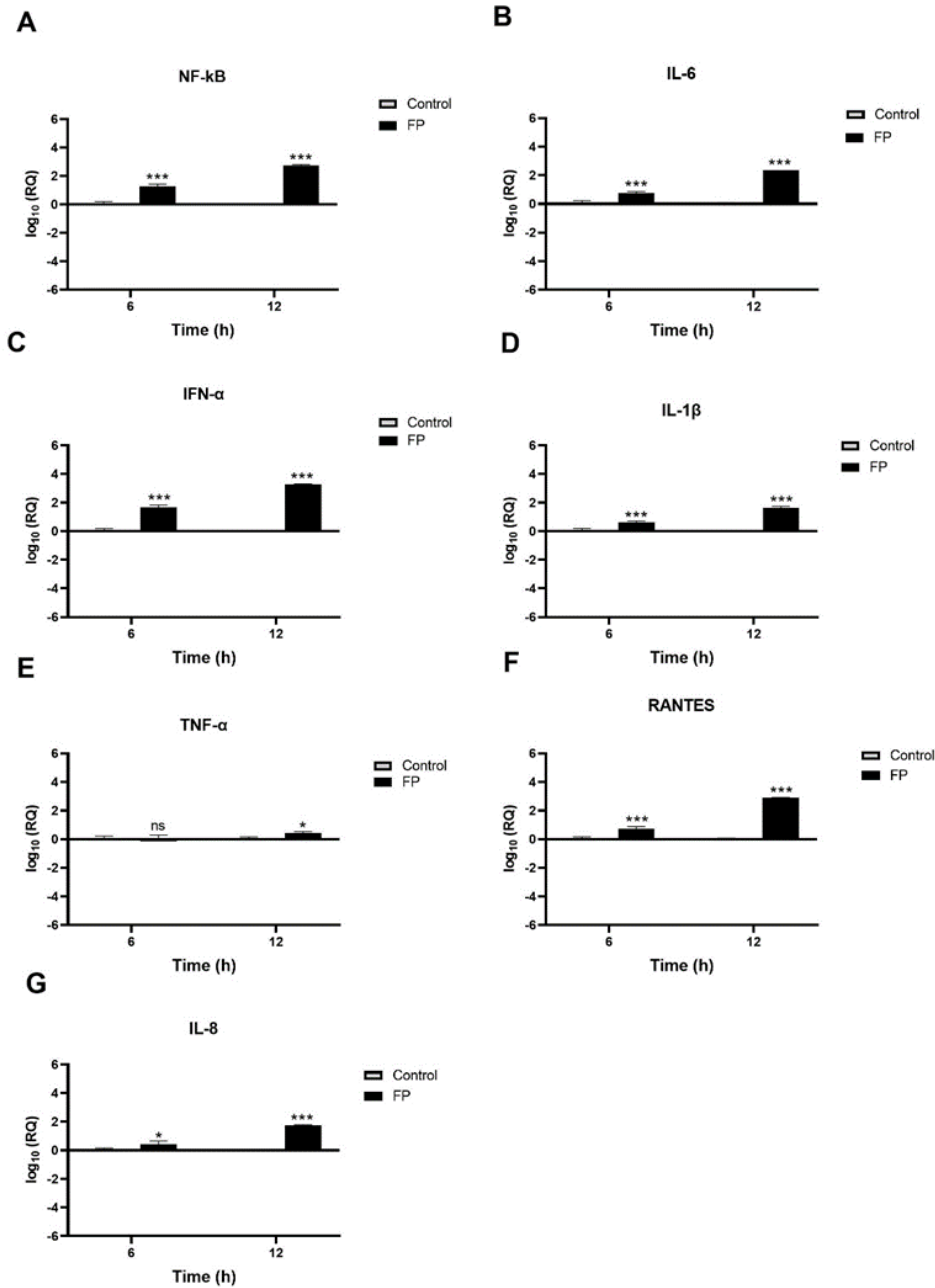 A
NF-kB
Control
FP
log10 (RQ)
6
4
2
0
-2
-4
-6
***
***
6
12
Time (h)
B
IL-6
Control
FP
log10 (RQ)
6
4
2
0
-2
-4
-6
***
***
6
12
Time (h)
C
IFN-α
Control
FP
log10 (RQ)
6
4
2
0
-2
-4
-6
***
***
6
12
Time (h)
D
IL-1β
Control
FP
log10 (RQ)
6
4
2
0
-2
-4
-6
***
***
6
12
Time (h)
E
TNF-α
Control
FP
log10 (RQ)
6
4
2
0
-2
-4
-6
ns
*
6
12
Time (h)
F
RANTES
Control
FP
log10 (RQ)
6
4
2
0
-2
-4
-6
***
***
6
12
Time (h)
G
IL-8
Control
FP
log10 (RQ)
6
4
2
0
-2
-4
-6
*
***
6
12
Time (h)